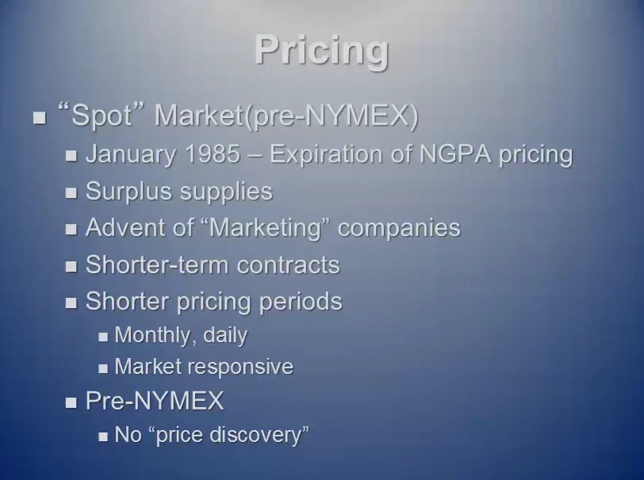 Pricing
“Spot” Market(pre-NYMEX)
January 1985 – Expiration of NGPA pricing
Surplus supplies
Advent of “Marketing” companies
Shorter-term contracts
Shorter pricing periods
Monthly, daily
Market responsive
Pre-NYMEX
No “price discovery”